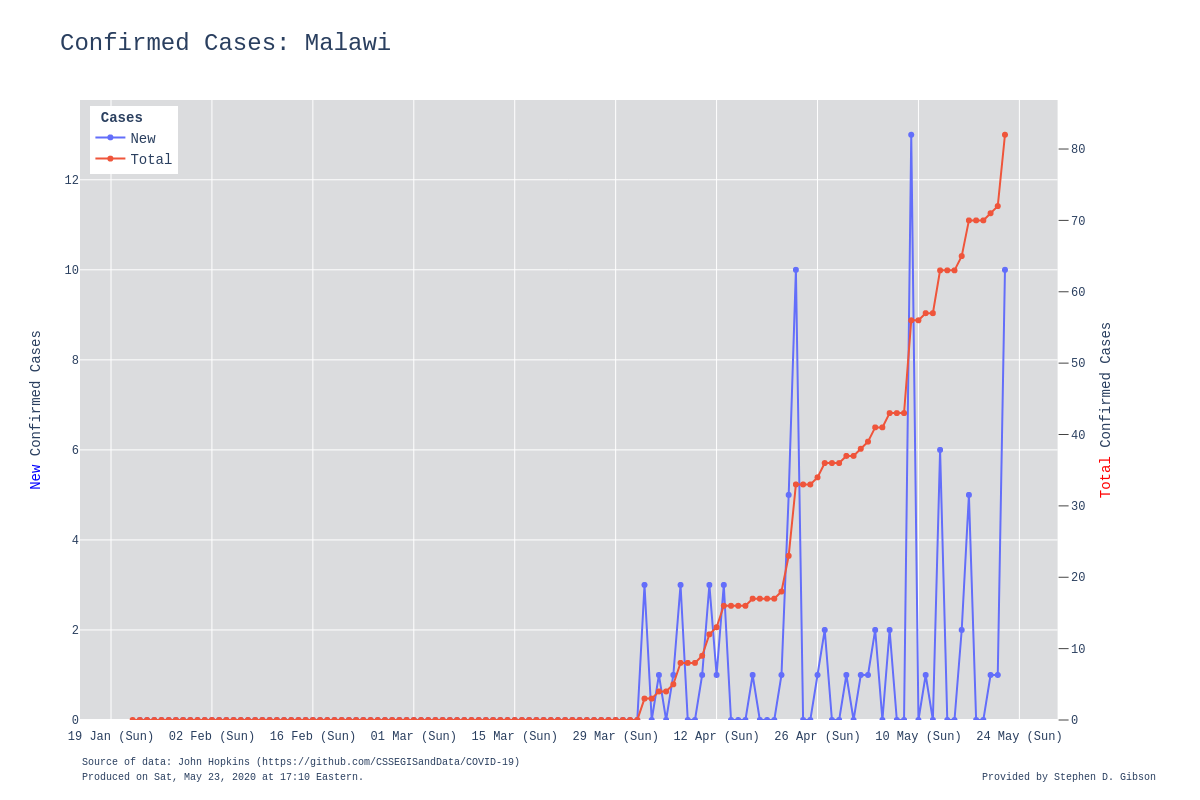 Confirmed Cases: Malawi
Cases
New
Total
12
10
8
6
4
2
0
80
70
60
50
40
30
20
10
0
New Confirmed Cases
Total Confirmed Cases
19 Jan (Sun) 02 Feb (Sun) 16 Feb (Sun) 01 Mar (Sun) 15 Mar (Sun) 29 Mar (Sun) 12 Apr (Sun) 26 Apr (Sun) 10 May (Sun) 24 May (Sun)
Source of data: John Hopkins (https://github.com/CSSEGISandData/COVID-19)
Produced on Sat, May 23, 2020 at 17:10 Eastern.
Provided by Stephen D. Gibson